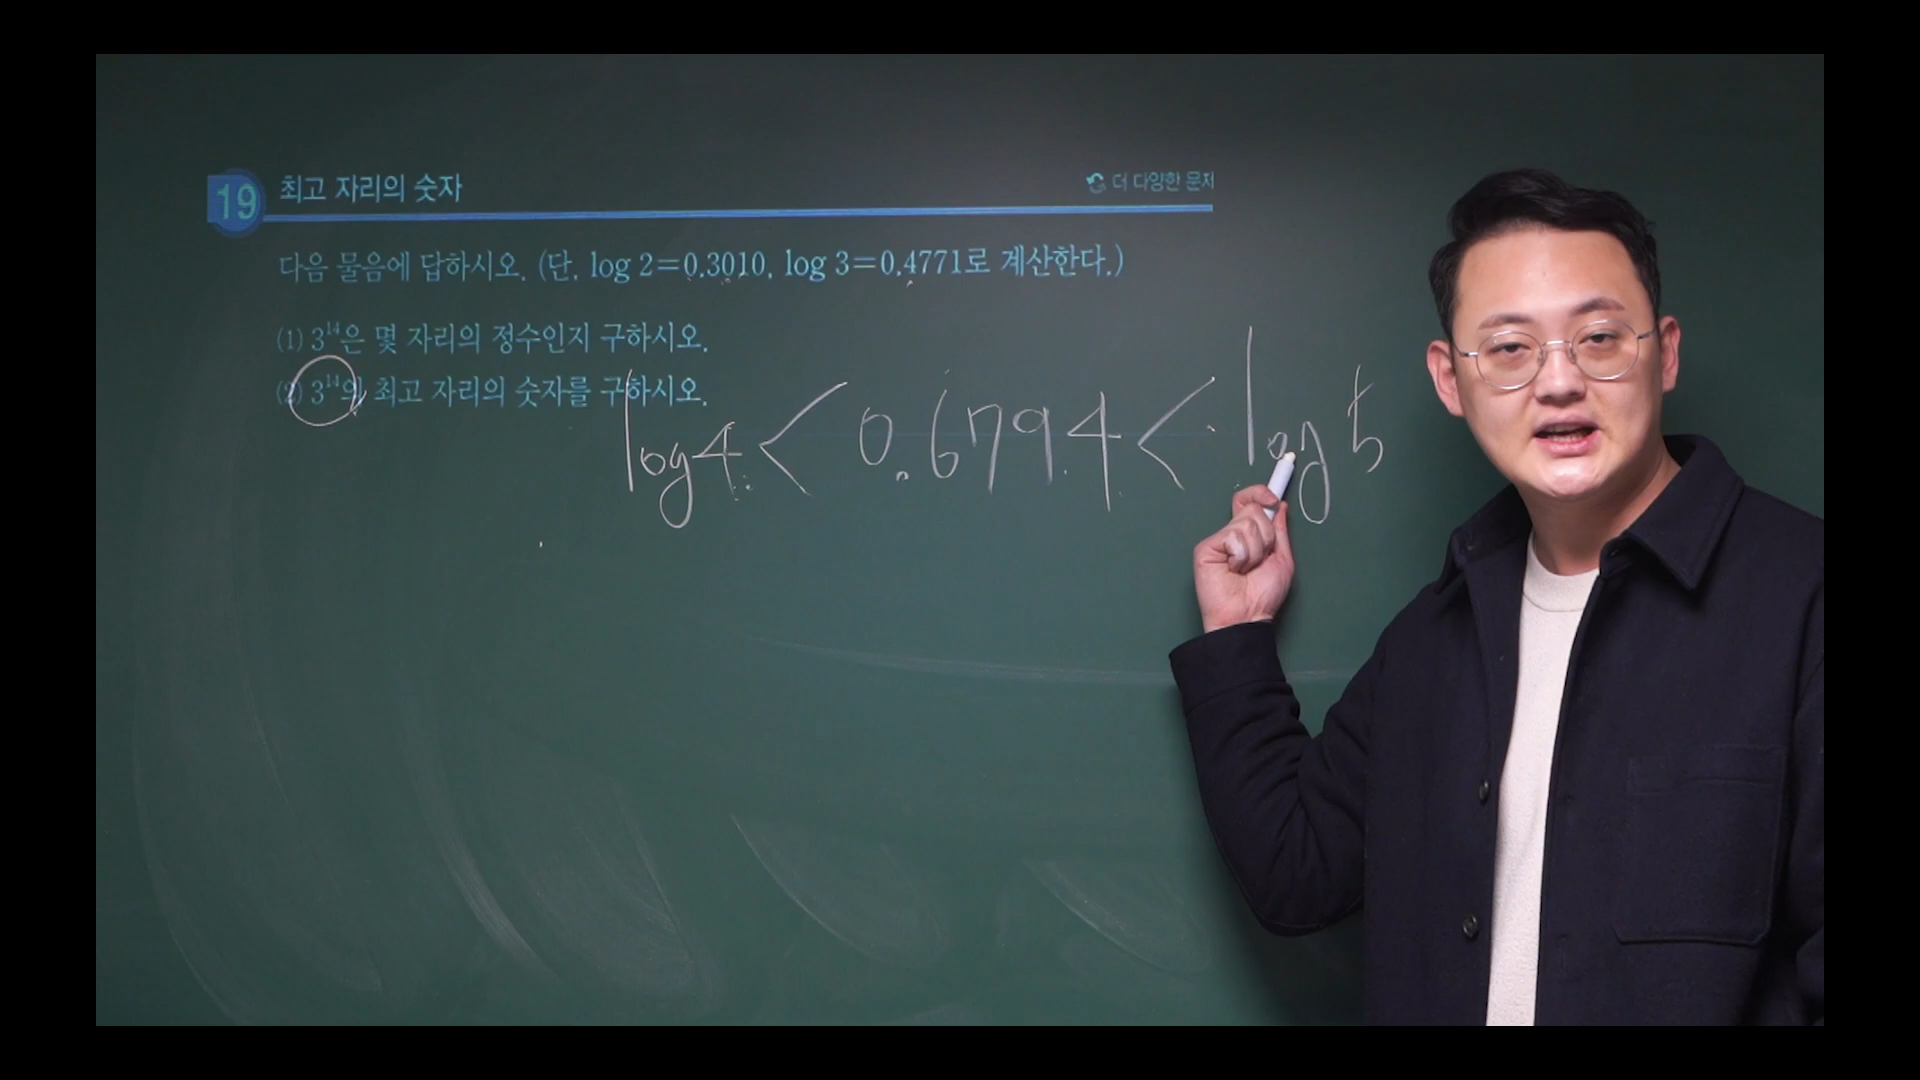 19 최고 자리의 숫자
더 다양한 문제
다음 물음에 답하시오. (단, log 2=0.3010, log 3=0.4771로 계산한다.)
(1) 3¹⁴은 몇 자리의 정수인지 구하시오.
(2) 3¹⁴의 최고 자리의 숫자를 구하시오.
log4 < 0.6794 < log5